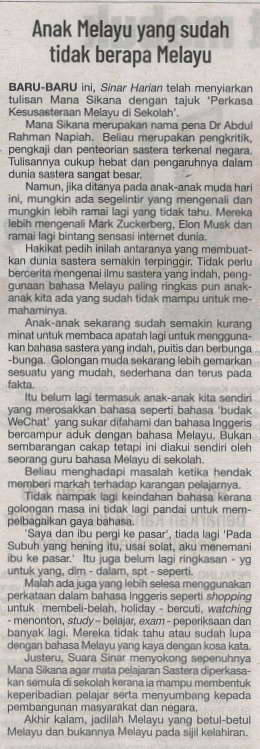 Anak Melayu yang sudah
tidak berapa Melayu
BARU-BARU ini, Sinar Harian telah menyiarkan
tulisan Mana Sikana dengan tajuk 'Perkasa
Kesusasteraan Melayu di Sekolah'.
Mana Sikana merupakan nama pena Dr Abdul
Rahman Napiah. Beliau merupakan pengkritik,
pengkaji dan penteorian sastera terkenal negara.
Tulisannya cukup hebat dan pengaruhnya dalam
dunia sastera sangat besar.
Namun, jika ditanya pada anak-anak muda hari
ini, mungkin ada segelintir yang mengenali dan
mungkin lebih ramai lagi yang tidak tahu. Mereka
lebih mengenali Mark Zuckerberg, Elon Musk dan
ramai lagi bintang sensasi internet dunia.
Hakikat pedih inilah antaranya yang membuat-
kan dunia sastera semakin terpinggir. Tidak perlu
bercerita mengenai ilmu sastera yang indah, peng-
gunaan bahasa Melayu paling ringkas pun anak-
anak kita ada yang sudah tidak mampu untuk me-
mahaminya.
Anak-anak sekarang sudah semakin kurang
minat untuk membaca apatah lagi untuk mengguna-
kan bahasa sastera yang indah, puitis dan berbunga
-bunga. Golongan muda sekarang lebih gemarkan
sesuatu yang mudah, sederhana dan terus pada
fakta.
Itu belum lagi termasuk anak-anak kita sendiri
yang merosakkan bahasa seperti bahasa 'budak
WeChat' yang sukar difahami dan bahasa Inggeris
bercampur aduk dengan bahasa Melayu. Bukan
sembarangan cakap tetapi ini diakui sendiri oleh
seorang guru bahasa Melayu di sekolah.
Beliau menghadapi masalah ketika hendak
memberi markah terhadap karangan pelajarnya.
Tidak nampak lagi keindahan bahasa kerana
golongan masa ini tidak lagi pandai untuk mem-
pelbagaikan gaya bahasa.
'Saya dan ibu pergi ke pasar', tiada lagi 'Pada
Subuh yang hening itu, usai solat, aku menemani
ibu ke pasar.' Itu juga belum lagi ringkasan - yg
untuk yang, dlm - dalam, spt - seperti.
Malah ada juga yang lebih selesa menggunakan
perkataan dalam bahasa Inggeris seperti shopping
untuk membeli-belah, holiday - bercuti, watching
- menonton, study – belajar, exam - peperiksaan dan
banyak lagi. Mereka tidak tahu atau sudah lupa
dengan bahasa Melayu yang kaya dengan kosa kata.
Justeru, Suara Sinar menyokong sepenuhnya
Mana Sikana agar mata pelajaran Sastera diperkasa-
kan semula di sekolah kerana ia mampu membentuk
keperibadian pelajar serta menyumbang kepada
pembangunan masyarakat dan negara.
Akhir kalam, jadilah Melayu yang betul-betul
Melayu dan bukannya Melayu pada sijil kelahiran.